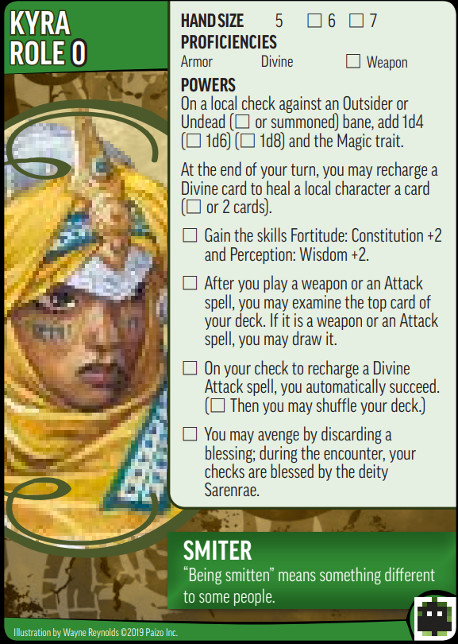 KYRA
ROLE 0
HAND SIZE 5 ☐ 6 ☐ 7
PROFICIENCIES
Armor Divine ☐ Weapon
POWERS
On a local check against an Outsider or
Undead (☐ or summoned) bane, add 1d4
(☐ 1d6) (☐ 1d8) and the Magic trait.
At the end of your turn, you may recharge a
Divine card to heal a local character a card
(☐ or 2 cards).
☐ Gain the skills Fortitude: Constitution +2
and Perception: Wisdom +2.
☐ After you play a weapon or an Attack
spell, you may examine the top card of
your deck. If it is a weapon or an Attack
spell, you may draw it.
☐ On your check to recharge a Divine
Attack spell, you automatically succeed.
(☐ Then you may shuffle your deck.)
☐ You may avenge by discarding a
blessing; during the encounter, your
checks are blessed by the deity
Sarenrae.
SMITER
“Being smitten” means something different
to some people.
Illustration by Wayne Reynolds ©2019 Paizo Inc.